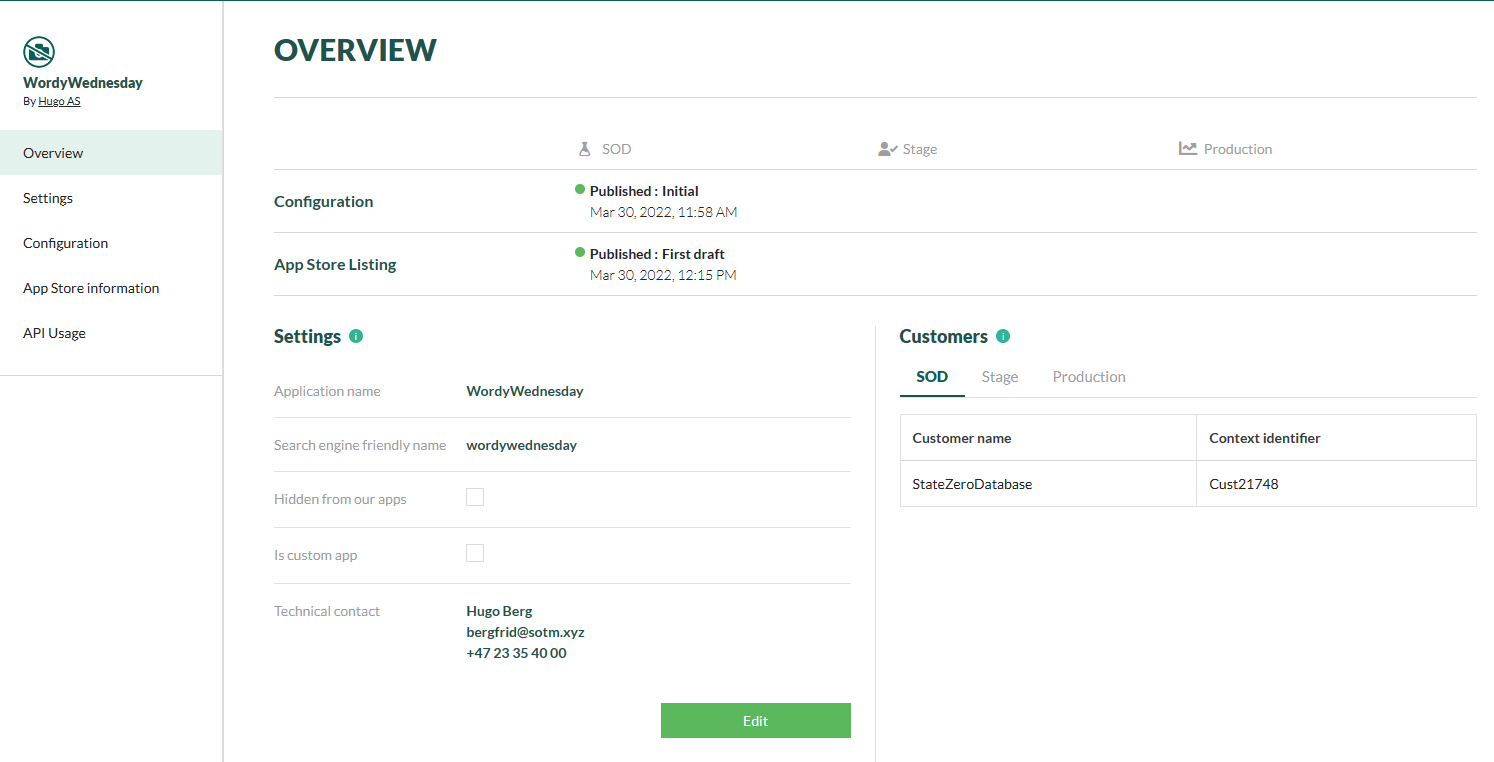 OVERVIEW
WordyWednesday
By Hugo AS
Overview
Settings
Configuration
App Store information
API Usage
SOD Stage Production
Configuration Published : Initial
Mar 30, 2022, 11:58 AM
App Store Listing Published : First draft
Mar 30, 2022, 12:15 PM
Settings
Application name WordyWednesday
Search engine friendly name wordywednesday
Hidden from our apps
Is custom app
Technical contact Hugo Berg
bergfrid@sotm.xyz
+47 23 35 40 00
Edit
Customers
SOD Stage Production
Customer name Context identifier
StateZeroDatabase Cust21748